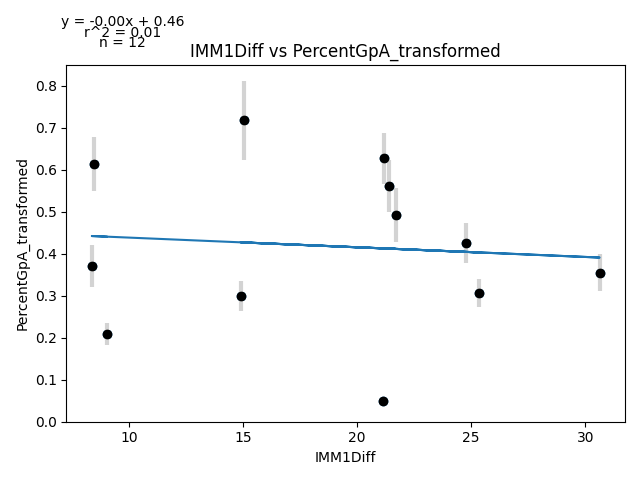 y = -0.00x + 0.46
r^2 = 0.01
n = 12
IMM1Diff vs PercentGpA_transformed
PercentGpA_transformed
0.8
0.7
0.6
0.5
0.4
0.3
0.2
0.1
0.0
10
15
20
25
30
IMM1Diff